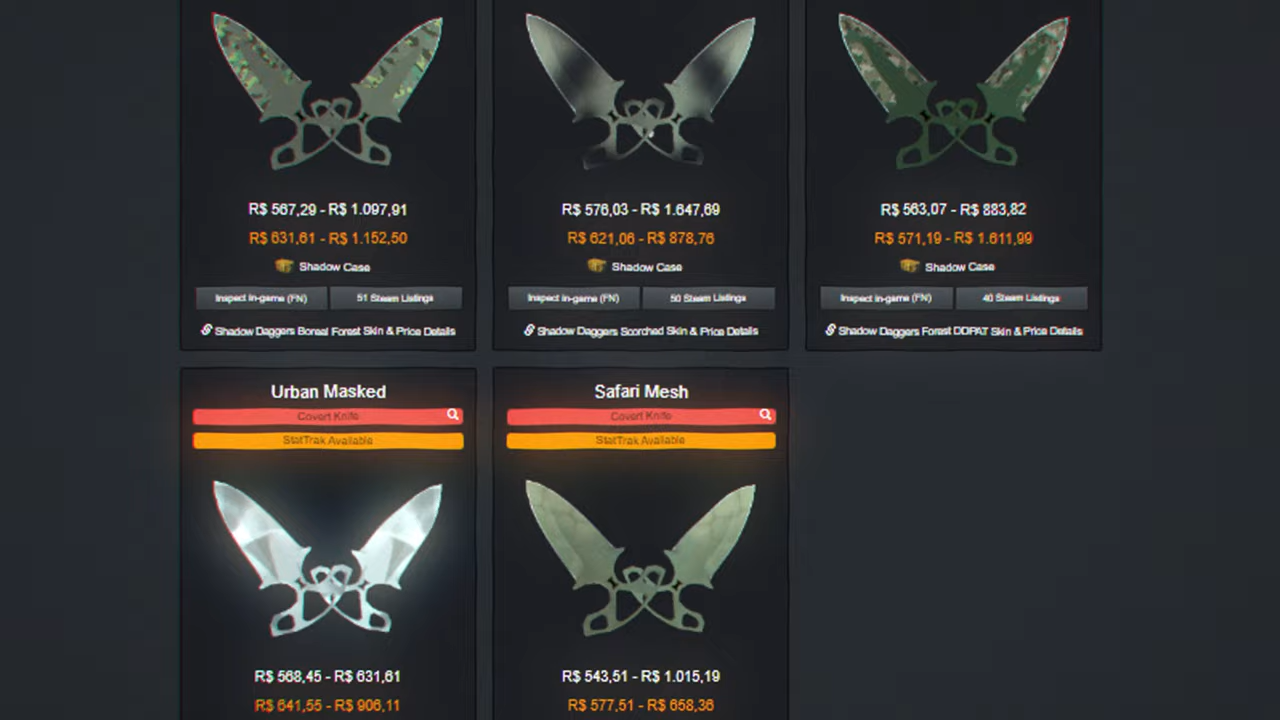 R$ 567,29 - R$ 1.097,91
R$ 631,61 - R$ 1.152,50
Shadow Case
Inspect in-game (FN)
51 Steam Listings
Shadow Daggers Boreal Forest Skin & Price Details
R$ 576,03 - R$ 1.647,69
R$ 621,06 - R$ 878,76
Shadow Case
Inspect in-game (FN)
50 Steam Listings
Shadow Daggers Scorched Skin & Price Details
R$ 563,07 - R$ 883,82
R$ 571,19 - R$ 1.611,99
Shadow Case
Inspect in-game (FN)
40 Steam Listings
Shadow Daggers Forest DDPAT Skin & Price Details
Urban Masked
Covert Knife
StatTrak Available
R$ 568,45 - R$ 631,61
R$ 641,55 - R$ 906,11
Safari Mesh
Covert Knife
StatTrak Available
R$ 543,51 - R$ 1.015,19
R$ 577,51 - R$ 658,36